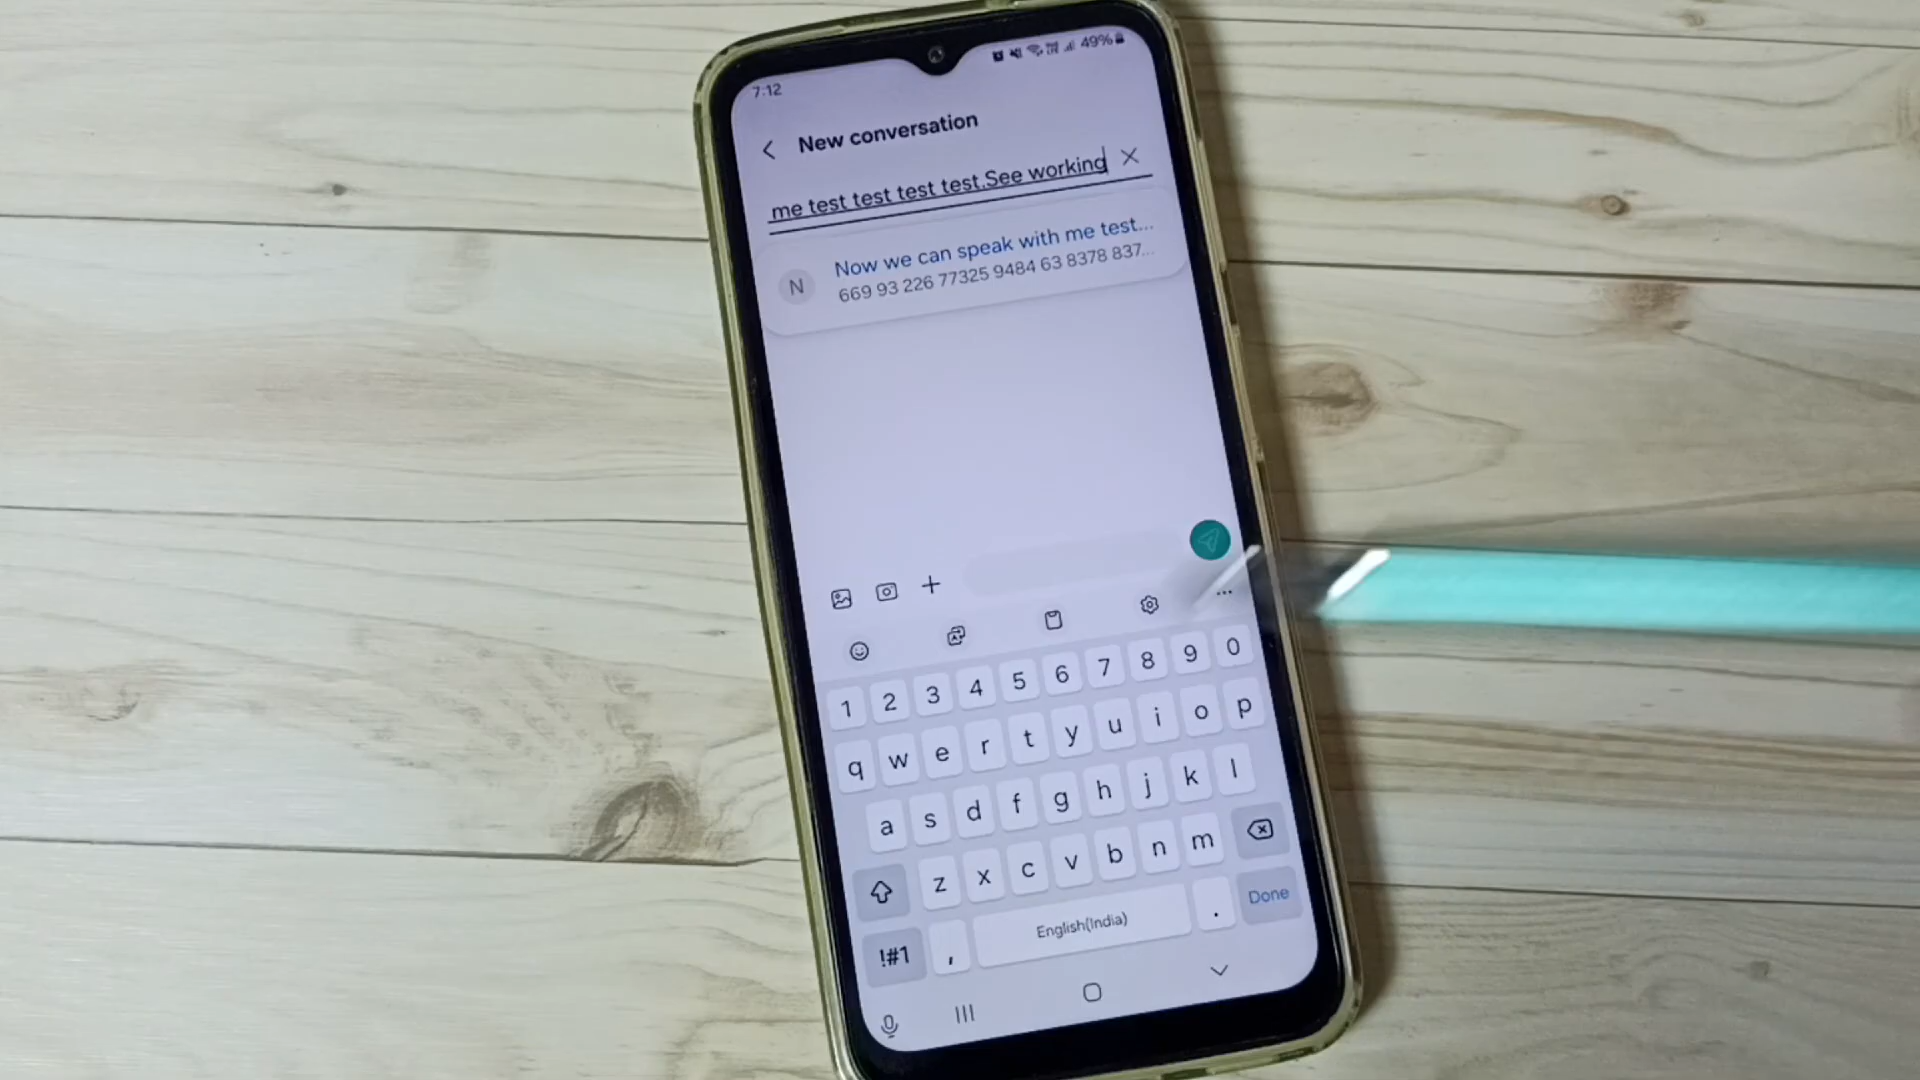 7:12
49%
New conversation
me test test test test.See working
N
Now we can speak with me test...
669 93 226 77325 9484 63 8378 837...
1 2 3 4 5 6 7 8 9 0
q w e r t y u i o p
a s d f g h j k l
z x c v b n m
!#1 , English(India) . Done